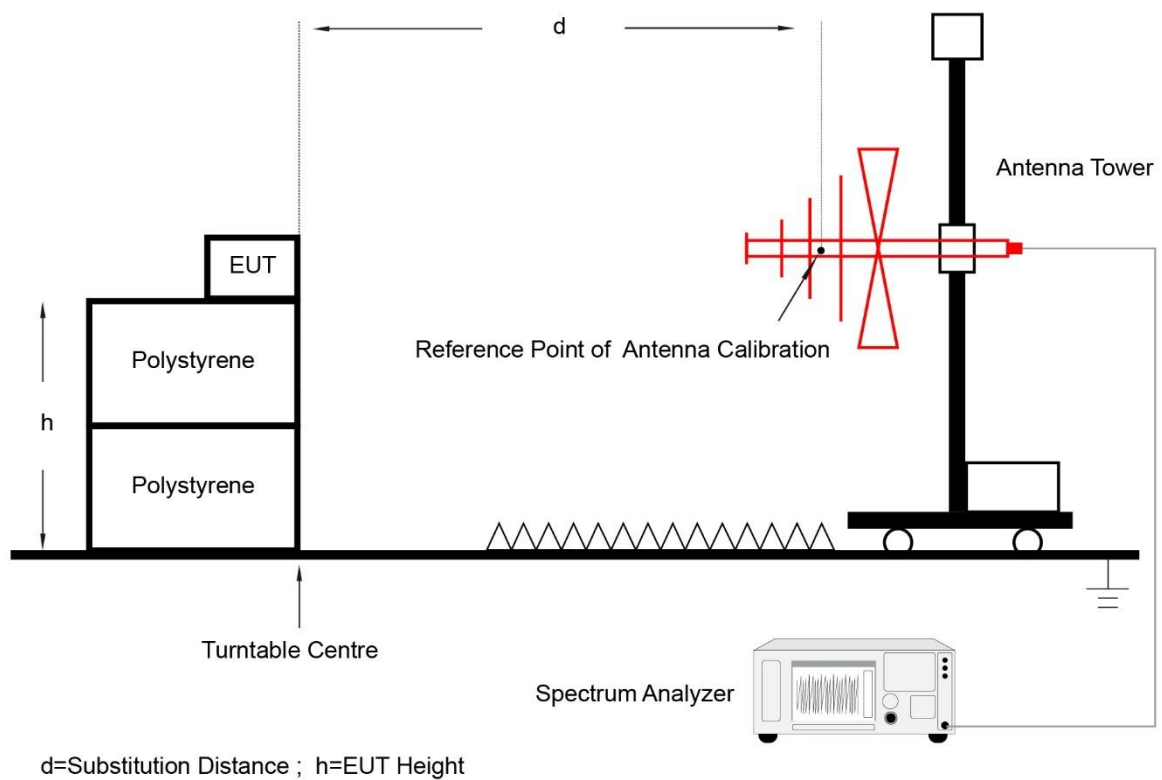 d
Antenna Tower
EUT
Reference Point of Antenna Calibration
Polystyrene
h
Polystyrene
Turntable Centre
Spectrum Analyzer
d=Substitution Distance ; h=EUT Height